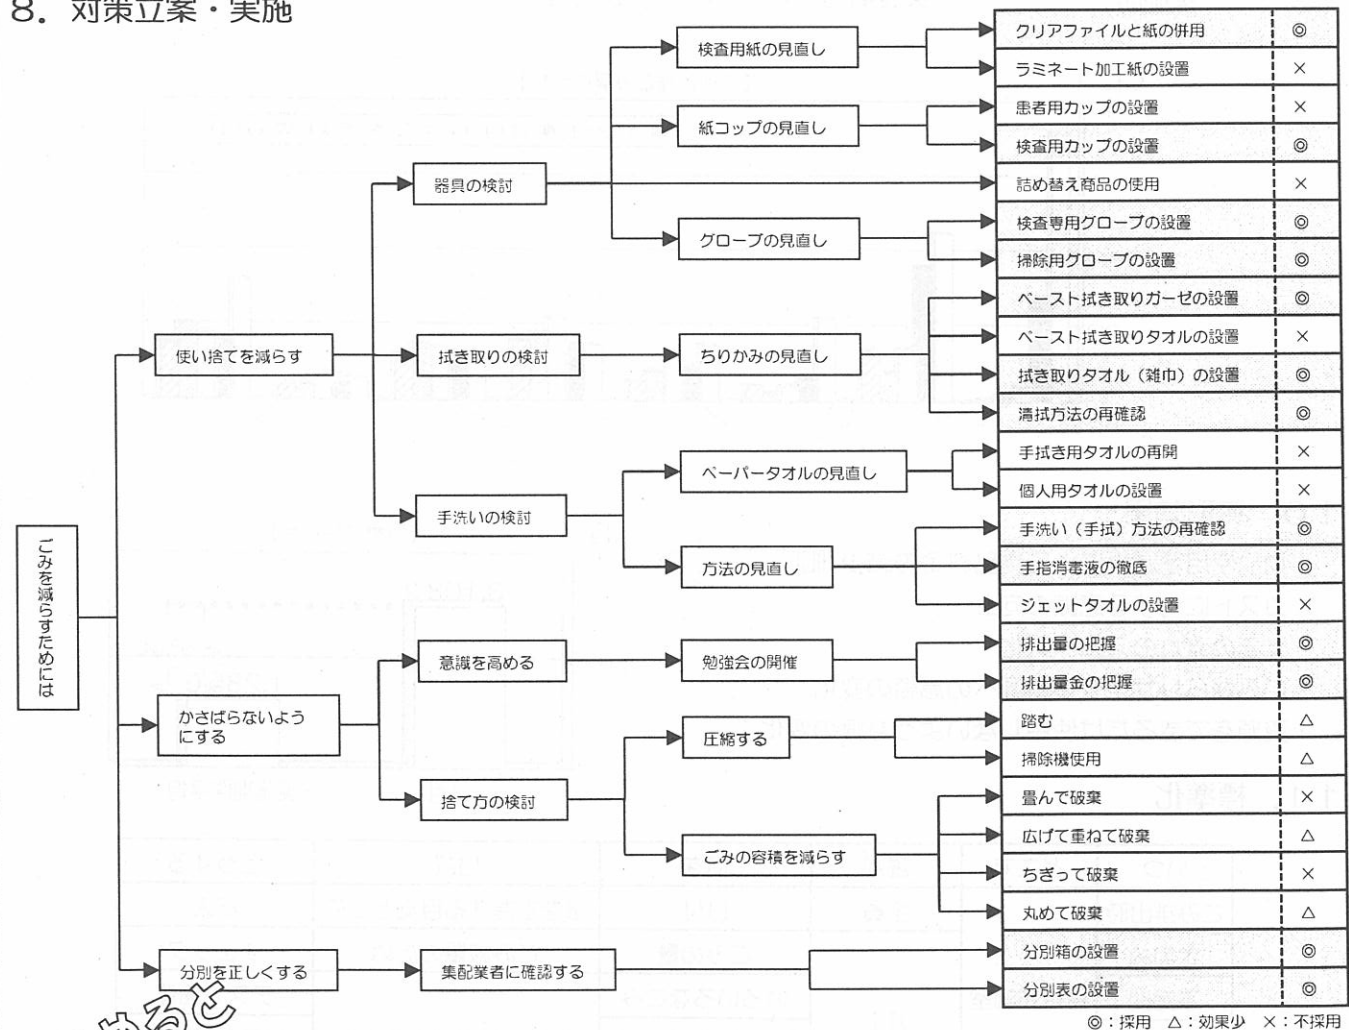 8．対策立案・実施
ごみを減らすためには
使い捨てを減らす
かさばらないよう
にする
分別を正しくする
器具の検討
拭き取りの検討
手洗いの検討
意識を高める
捨て方の検討
集配業者に確認する
検査用紙の見直し
紙コップの見直し
グローブの見直し
ちりかみの見直し
ペーパータオルの見直し
方法の見直し
勉強会の開催
圧縮する
ごみの容積を減らす
クリアファイルと紙の併用 ◎
ラミネート加工紙の設置 ×
患者用カップの設置 ×
検査用カップの設置 ◎
詰め替え商品の使用 ×
検査専用グローブの設置 ◎
掃除用グローブの設置 ◎
ペースト拭き取りガーゼの設置 ◎
ペースト拭き取りタオルの設置 ×
拭き取りタオル（雑巾）の設置 ◎
清拭方法の再確認 ◎
手拭き用タオルの再開 ×
個人用タオルの設置 ×
手洗い（手拭）方法の再確認 ◎
手指消毒液の徹底 ◎
ジェットタオルの設置 ×
排出量の把握 ◎
排出量金の把握 ◎
踏む △
掃除機使用 △
畳んで破棄 ×
広げて重ねて破棄 △
ちぎって破棄 ×
丸めて破棄 △
分別箱の設置 ◎
分別表の設置 ◎
◎：採用 △：効果少 ×：不採用